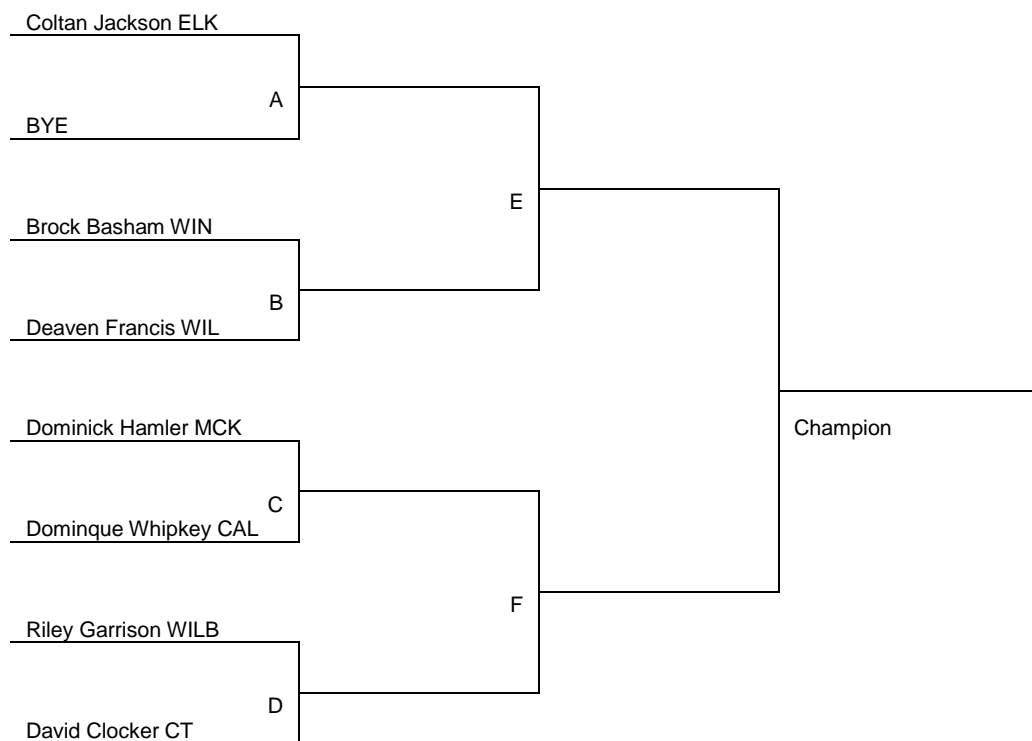 Coltan Jackson ELK
A
BYE
E
Brock Basham WIN
B
Deaven Francis WIL
Dominick Hamler MCK
Champion
C
Dominque Whipkey CAL
F
Riley Garrison WILB
D
David Clocker CT